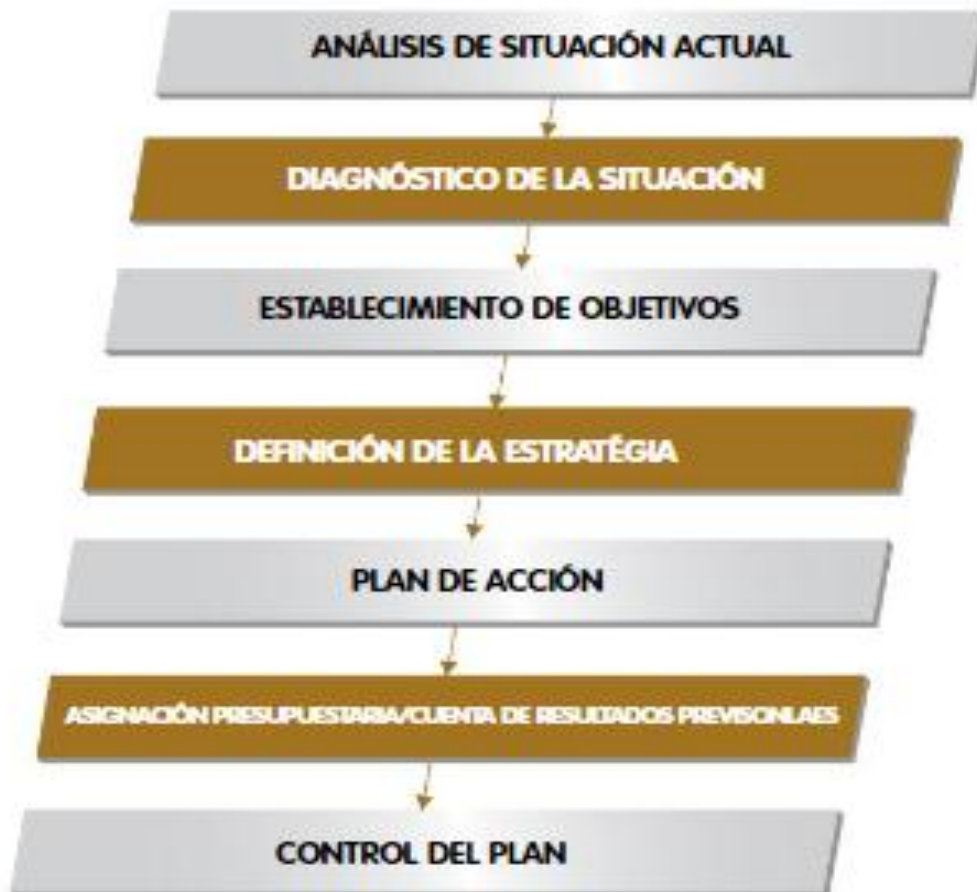 ANÁLISIS DE SITUACIÓN ACTUAL
DIAGNÓSTICO DE LA SITUACIÓN
ESTABLECIMIENTO DE OBJETIVOS
DEFINICIÓN DE LA ESTRATÉGIA
PLAN DE ACCIÓN
ASIGNACIÓN PRESUPUESTARIA/CUENTA DE RESULTADOS PREVISONLAES
CONTROL DEL PLAN